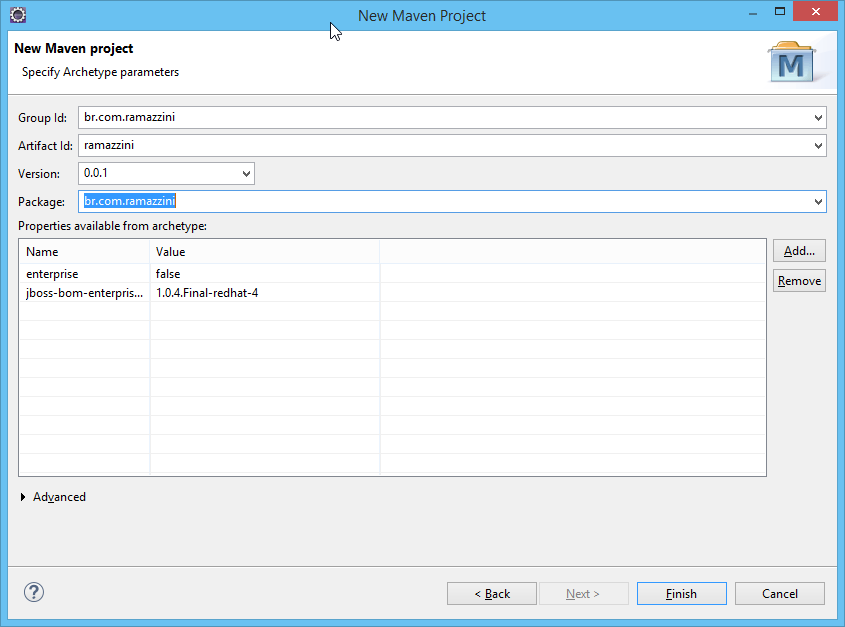 New Maven Project
New Maven project
Specify Archetype parameters
M
Group Id: br.com.ramazzini
Artifact Id: ramazzini
Version: 0.0.1
Package: br.com.ramazzini
Properties available from archetype:
Name Value
Add...
enterprise false
Remove
jboss-bom-enterpris... 1.0.4.Final-redhat-4
Advanced
? < Back Next > Finish Cancel